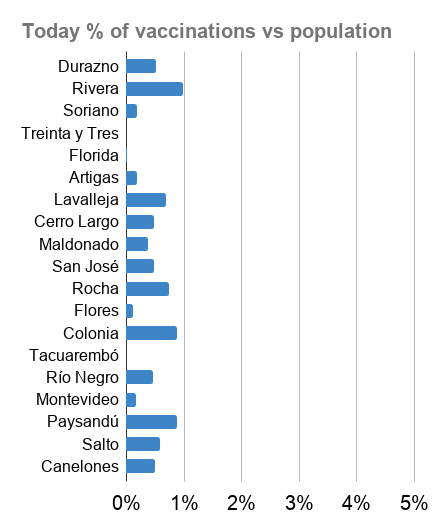 Today % of vaccinations vs population
Durazno
Rivera
Soriano
Treinta y Tres
Florida
Artigas
Lavalleja
Cerro Largo
Maldonado
San José
Rocha
Flores
Colonia
Tacuarembó
Río Negro
Montevideo
Paysandú
Salto
Canelones
0% 1% 2% 3% 4% 5%